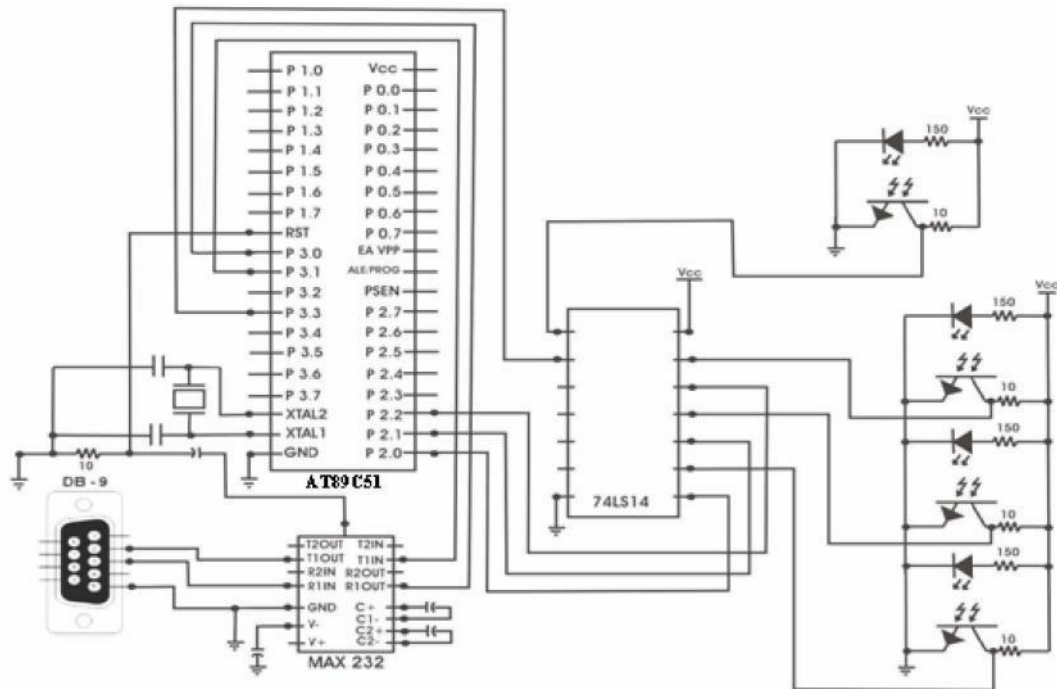 P 1.0
P 1.1
P 1.2
P 1.3
P 1.4
P 1.5
P 1.6
P 1.7
RST
P 3.0
P 3.1
P 3.2
P 3.3
P 3.4
P 3.5
P 3.6
P 3.7
XTAL2
XTAL1
GND
Vcc
P 0.0
P 0.1
P 0.2
P 0.3
P 0.4
P 0.5
P 0.6
P 0.7
EA VPP
ALE/PROG
PSEN
P 2.7
P 2.6
P 2.5
P 2.4
P 2.3
P 2.2
P 2.1
P 2.0
AT89C51
10
DB - 9
T2OUT
T1OUT
R2IN
R1IN
GND
V-
V+
T2IN
T1IN
R2OUT
R1OUT
C+
C1-
C2+
C2-
MAX 232
Vcc
74LS14
Vcc
150
10
Vcc
150
10
150
10
150
10